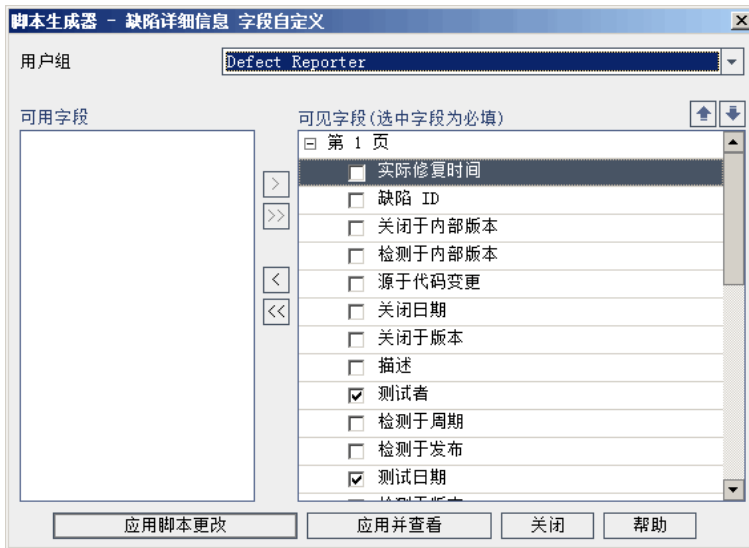 脚本生成器 - 缺陷详细信息 字段自定义
用户组
Defect Reporter
可用字段
可见字段(选中字段为必填)
第 1 页
实际修复时间
缺陷 ID
关闭于内部版本
检测于内部版本
源于代码变更
关闭日期
关闭于版本
描述
测试者
检测于周期
检测于发布
测试日期
>
>>
<
<<
应用脚本更改
应用并查看
关闭
帮助